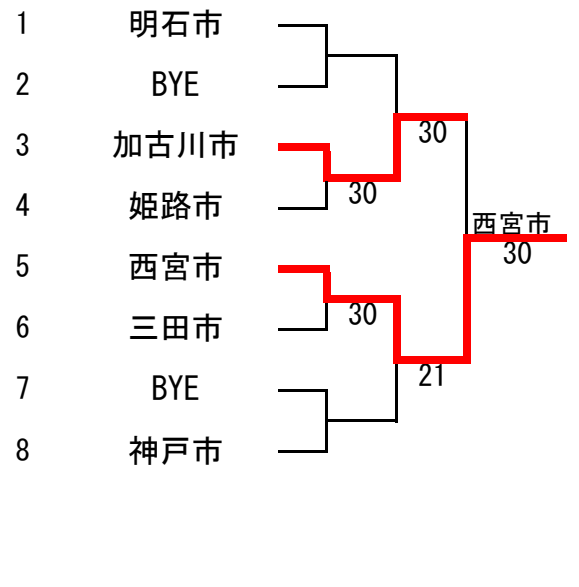 1 明石市
2 BYE
30
3 加古川市
30
4 姫路市
西宮市
30
5 西宮市
30
6 三田市
21
7 BYE
8 神戸市